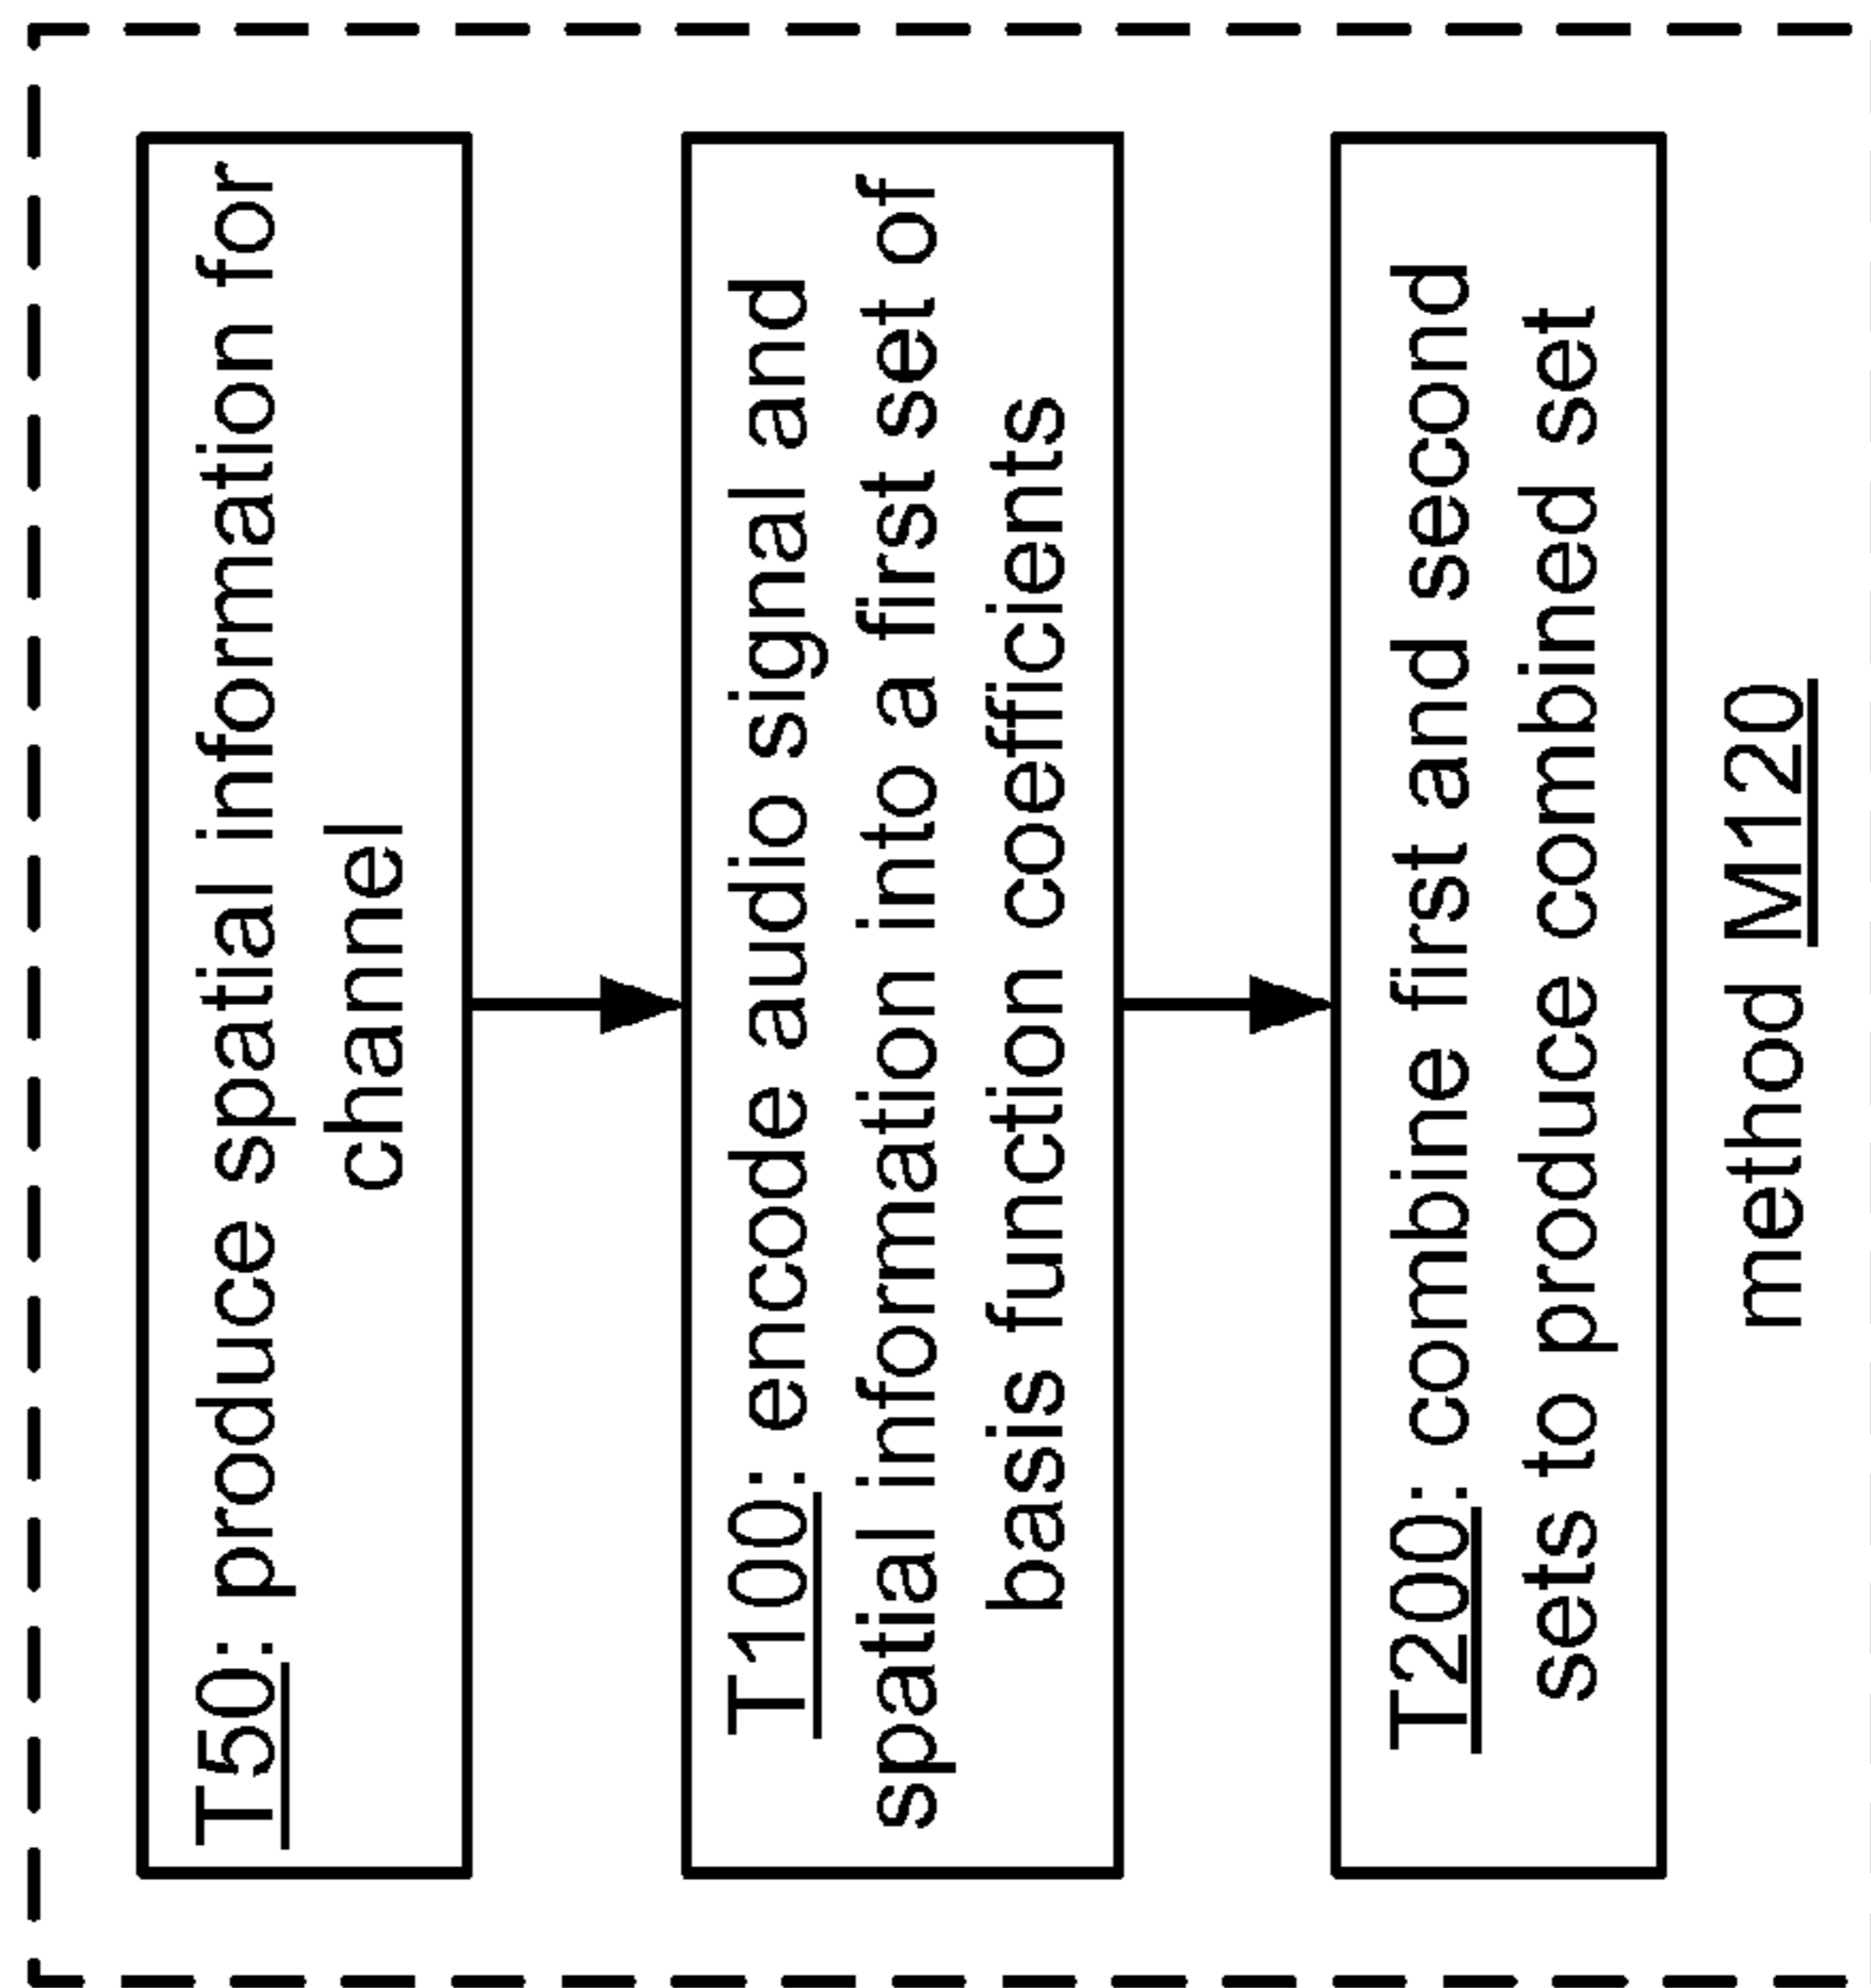 T50: produce spatial information for
channel
T100: encode audio signal and
spatial information into a first set of
basis function coefficients
T200: combine first and second
sets to produce combined set
method M120